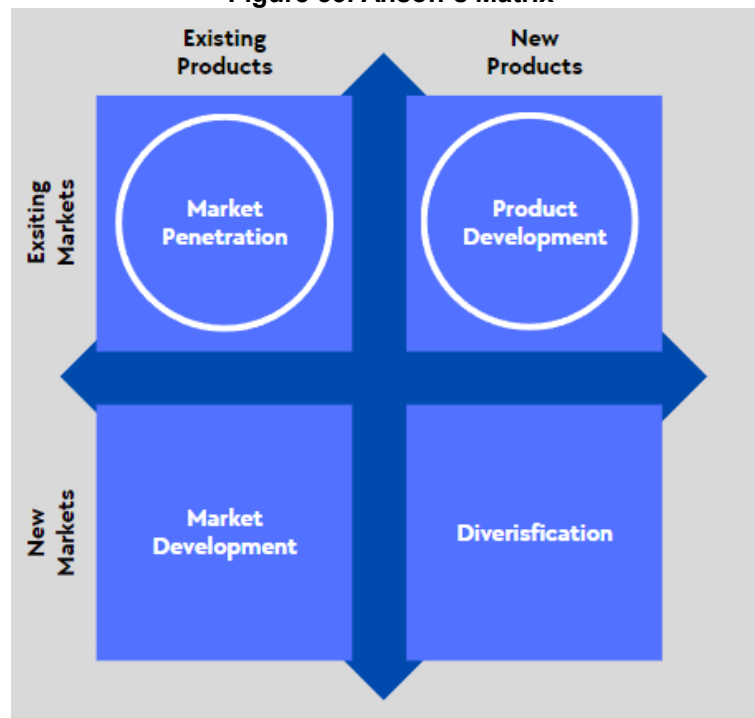 Existing
Products
New
Products
Exsiting
Markets
Market
Penetration
Product
Development
New
Markets
Market
Development
Diverisfication